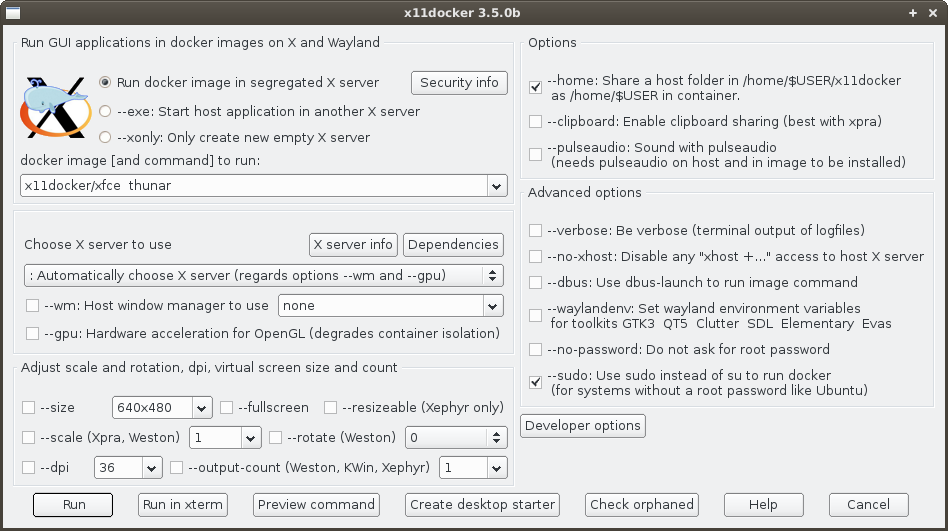 x11docker 3.5.0b
Run GUI applications in docker images on X and Wayland
Run docker image in segregated X server
Security info
--exe: Start host application in another X server
--xonly: Only create new empty X server
docker image [and command] to run:
x11docker/xfce thunar
Choose X server to use
X server info
Dependencies
: Automatically choose X server (regards options --wm and --gpu)
--wm: Host window manager to use
none
--gpu: Hardware acceleration for OpenGL (degrades container isolation)
Adjust scale and rotation, dpi, virtual screen size and count
--size
640x480
--fullscreen
--resizeable (Xephyr only)
--scale (Xpra, Weston)
1
--rotate (Weston)
0
--dpi
36
--output-count (Weston, KWin, Xephyr)
1
Options
--home: Share a host folder in /home/$USER/x11docker
as /home/$USER in container.
--clipboard: Enable clipboard sharing (best with xpra)
--pulseaudio: Sound with pulseaudio
(needs pulseaudio on host and in image to be installed)
Advanced options
--verbose: Be verbose (terminal output of logfiles)
--no-xhost: Disable any "xhost +..." access to host X server
--dbus: Use dbus-launch to run image command
--waylandenv: Set wayland environment variables
for toolkits GTK3 QT5 Clutter SDL Elementary Evas
--no-password: Do not ask for root password
--sudo: Use sudo instead of su to run docker
(for systems without a root password like Ubuntu)
Developer options
Run
Run in xterm
Preview command
Create desktop starter
Check orphaned
Help
Cancel